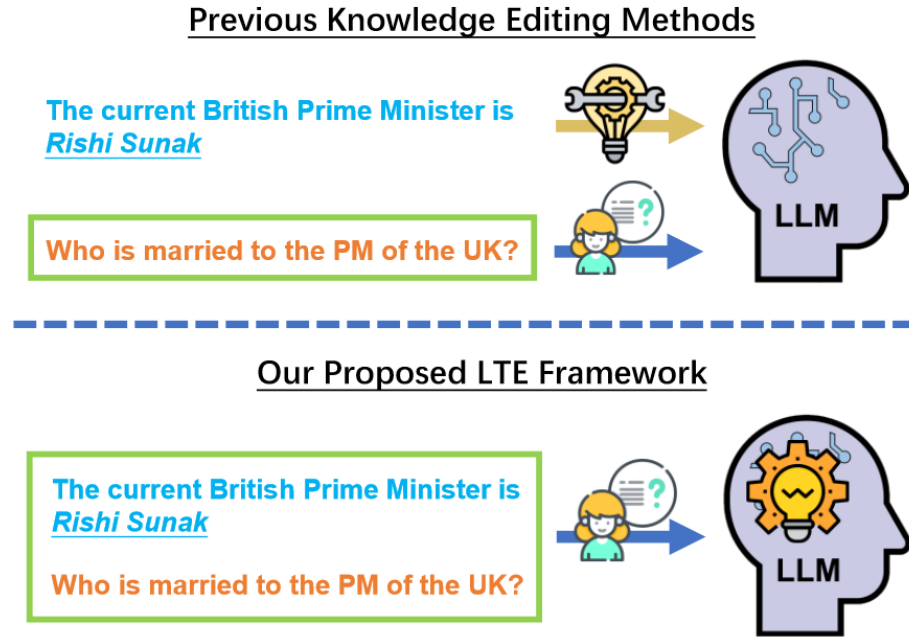 Previous Knowledge Editing Methods
The current British Prime Minister is
Rishi Sunak
Who is married to the PM of the UK?
?
LLM
Our Proposed LTE Framework
The current British Prime Minister is
Rishi Sunak
Who is married to the PM of the UK?
?
LLM